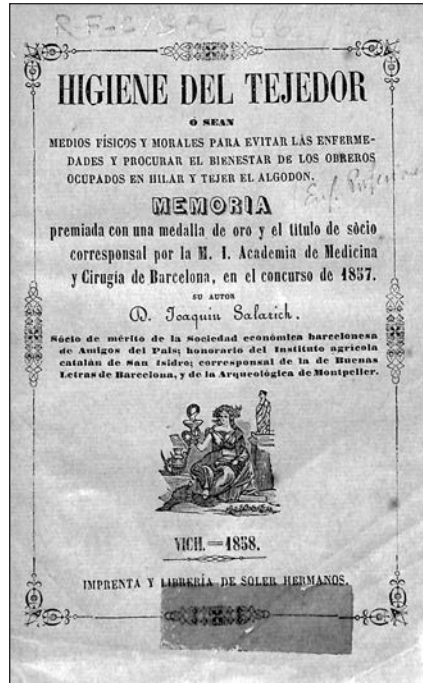 HIGIENE DEL TEJEDOR
Ó SEAN
MEDIOS FÍSICOS Y MORALES PARA EVITAR LAS ENFERME-
DADES Y PROCURAR EL BIENESTAR DE LOS OBREROS
OCUPADOS EN HILAR Y TEJER EL ALGODON.
MEMORIA
premiada con una medalla de oro y el título de sòcio
corresponsal por la M. I. Academia de Medicina
y Cirugía de Barcelona, en el concurso de 1857.
SU AUTOR
D. Joaquin Salarich.
Sócio de mérito de la Sociedad económica barcelonesa
de Amigos del Pais; honorario del Instituto agrícola
catalán de San Isidro; corresponsal de la de Buenas
Letras de Barcelona, y de la Arqueológica de Montpeller.
VICH.—1858.
IMPRENTA Y LIBRERÍA DE SOLER HERMANOS.